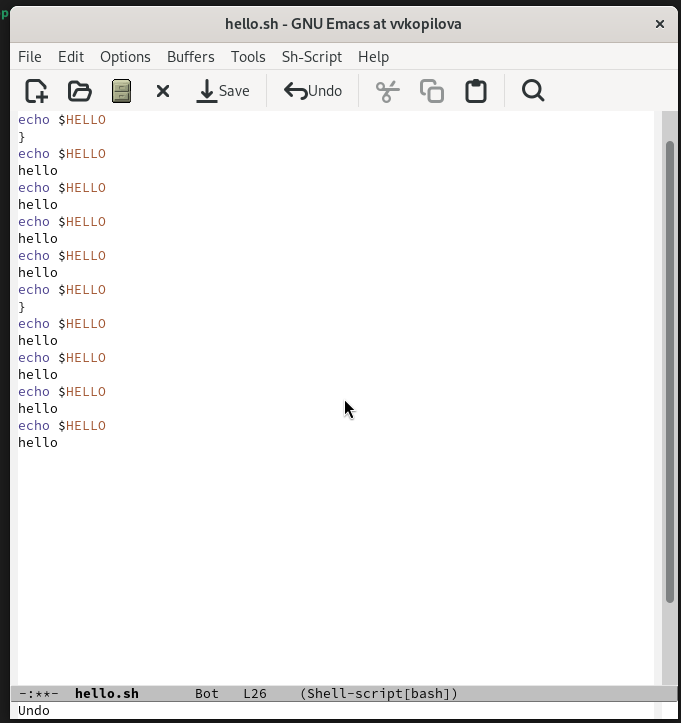 p
hello.sh - GNU Emacs at vvkopilova
File Edit Options Buffers Tools Sh-Script Help
Save Undo
echo $HELLO
}
echo $HELLO
hello
echo $HELLO
hello
echo $HELLO
hello
echo $HELLO
hello
echo $HELLO
}
echo $HELLO
hello
echo $HELLO
hello
echo $HELLO
hello
echo $HELLO
hello
-:**- hello.sh Bot L26 (Shell-script[bash])
Undo